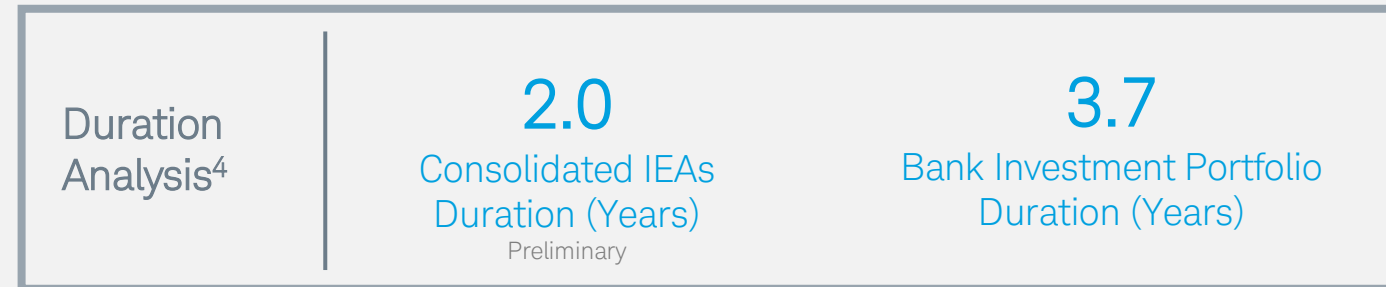 Duration
Analysis⁴
2.0
Consolidated IEAs
Duration (Years)
Preliminary
3.7
Bank Investment Portfolio
Duration (Years)